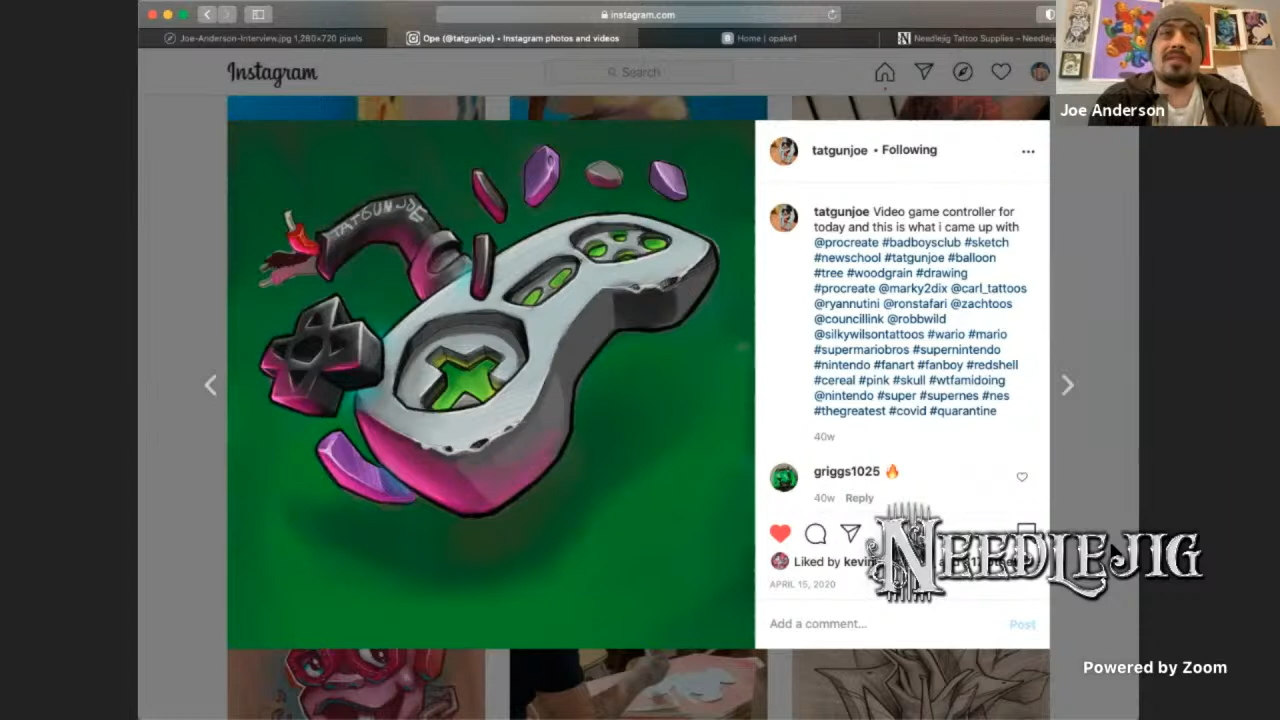 instagram.com
Joe-Anderson-Interview.jpg 1,280×720 pixels
Ope (@tatgunjoe) • Instagram photos and videos
B Home | opake1
N Needlejig Tattoo Supplies – Needleje
Instagram
Search
Joe Anderson
TATGUNJOE
tatgunjoe • Following
tatgunjoe Video game controller for
today and this is what i came up with
@procreate #badboysclub #sketch
#newschool #tatgunjoe #balloon
#tree #woodgrain #drawing
#procreate @marky2dix @carl_tattoos
@ryannutini @ronstafari @zachtoos
@councillink @robbwild
@silkywilsontattoos #wario #mario
#supermariobros #supernintendo
#nintendo #fanart #fanboy #redshell
#cereal #pink #skull #wtfamidoing
@nintendo #super #supernes #nes
#thegreatest #covid #quarantine
40w
griggs1025 🔥
40w Reply
Liked by kevin
NEEDLEJIG
APRIL 15, 2020
Add a comment...
Post
Powered by Zoom